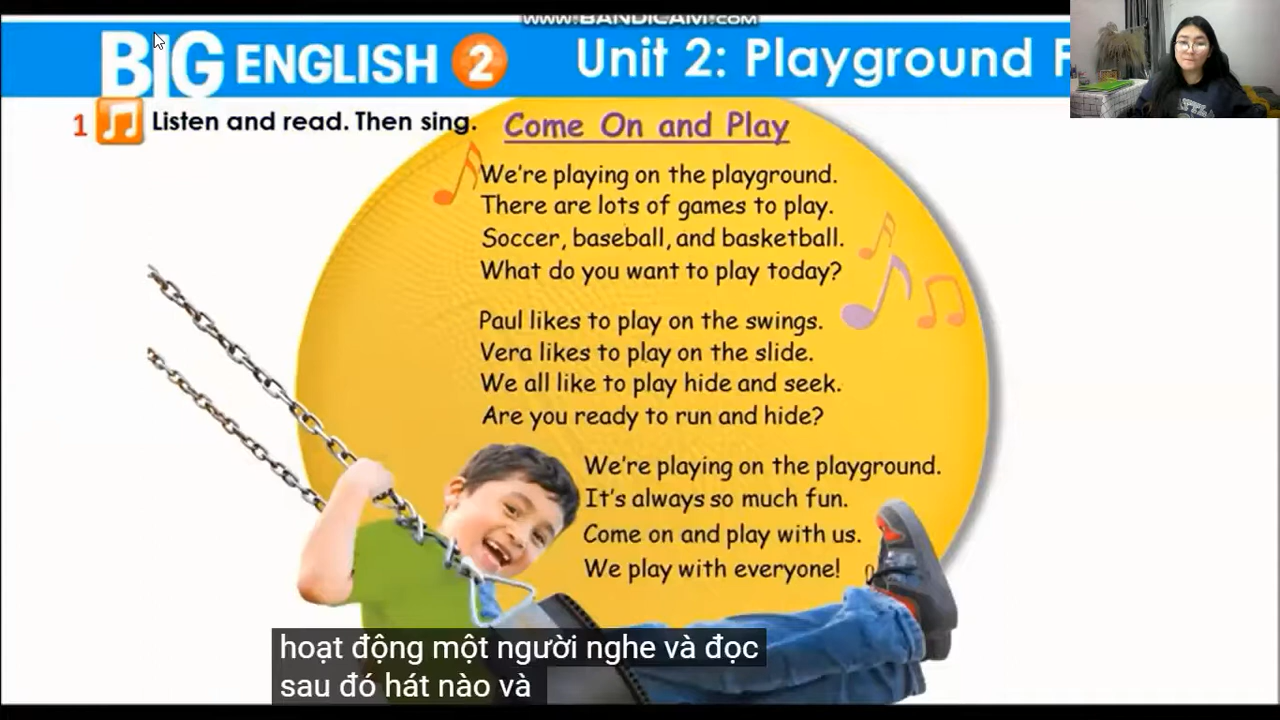 WWW.BANDICAM.COM
BIG ENGLISH 2 Unit 2: Playground F
1 Listen and read. Then sing.
Come On and Play
We're playing on the playground.
There are lots of games to play.
Soccer, baseball, and basketball.
What do you want to play today?
Paul likes to play on the swings.
Vera likes to play on the slide.
We all like to play hide and seek.
Are you ready to run and hide?
We're playing on the playground.
It's always so much fun.
Come on and play with us.
We play with everyone!
hoạt động một người nghe và đọc
sau đó hát nào và